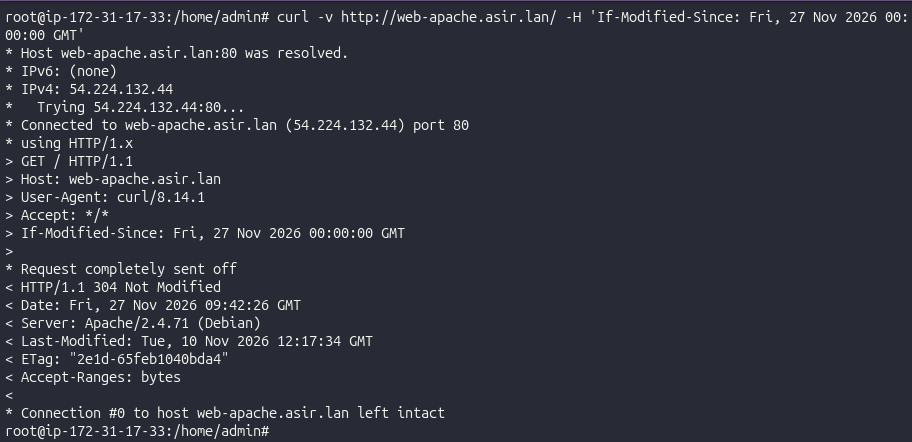 root@ip-172-31-17-33:/home/admin# curl -v http://web-apache.asir.lan/ -H 'If-Modified-Since: Fri, 27 Nov 2026 00:
00:00 GMT'
* Host web-apache.asir.lan:80 was resolved.
* IPv6: (none)
* IPv4: 54.224.132.44
*   Trying 54.224.132.44:80...
* Connected to web-apache.asir.lan (54.224.132.44) port 80
* using HTTP/1.x
> GET / HTTP/1.1
> Host: web-apache.asir.lan
> User-Agent: curl/8.14.1
> Accept: */*
> If-Modified-Since: Fri, 27 Nov 2026 00:00:00 GMT
>
* Request completely sent off
< HTTP/1.1 304 Not Modified
< Date: Fri, 27 Nov 2026 09:42:26 GMT
< Server: Apache/2.4.71 (Debian)
< Last-Modified: Tue, 10 Nov 2026 12:17:34 GMT
< ETag: "2e1d-65feb1040bda4"
< Accept-Ranges: bytes
<
* Connection #0 to host web-apache.asir.lan left intact
root@ip-172-31-17-33:/home/admin#